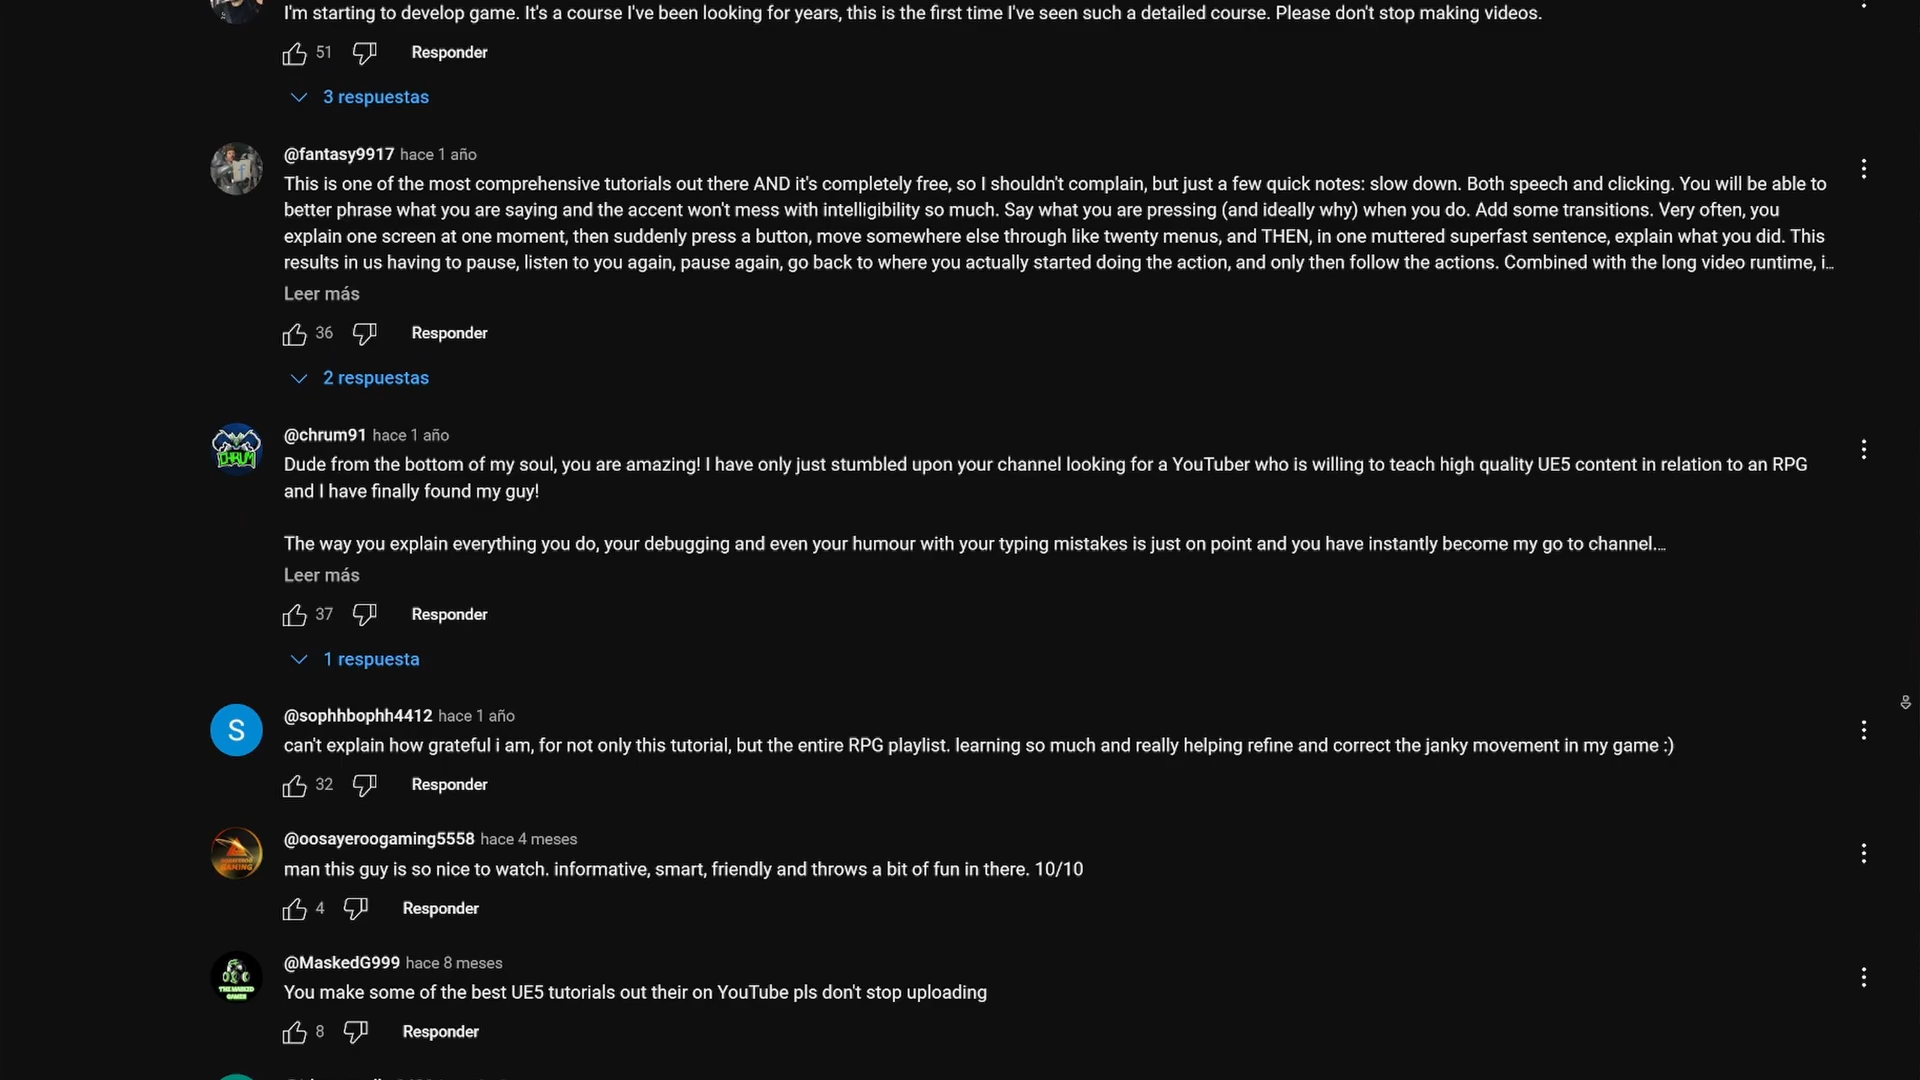 I'm starting to develop game. It's a course I've been looking for years, this is the first time I've seen such a detailed course. Please don't stop making videos.
51 Responder
3 respuestas
@fantasy9917 hace 1 año
This is one of the most comprehensive tutorials out there AND it's completely free, so I shouldn't complain, but just a few quick notes: slow down. Both speech and clicking. You will be able to
better phrase what you are saying and the accent won't mess with intelligibility so much. Say what you are pressing (and ideally why) when you do. Add some transitions. Very often, you
explain one screen at one moment, then suddenly press a button, move somewhere else through like twenty menus, and THEN, in one muttered superfast sentence, explain what you did. This
results in us having to pause, listen to you again, pause again, go back to where you actually started doing the action, and only then follow the actions. Combined with the long video runtime, i…
Leer más
36 Responder
2 respuestas
CHRUM
@chrum91 hace 1 año
Dude from the bottom of my soul, you are amazing! I have only just stumbled upon your channel looking for a YouTuber who is willing to teach high quality UE5 content in relation to an RPG
and I have finally found my guy!
The way you explain everything you do, your debugging and even your humour with your typing mistakes is just on point and you have instantly become my go to channel.…
Leer más
37 Responder
1 respuesta
S
@sophhbophh4412 hace 1 año
can't explain how grateful i am, for not only this tutorial, but the entire RPG playlist. learning so much and really helping refine and correct the janky movement in my game :)
32 Responder
@oosayeroogaming5558 hace 4 meses
man this guy is so nice to watch. informative, smart, friendly and throws a bit of fun in there. 10/10
4 Responder
THE MASKED
GAMER
@MaskedG999 hace 8 meses
You make some of the best UE5 tutorials out their on YouTube pls don't stop uploading
8 Responder